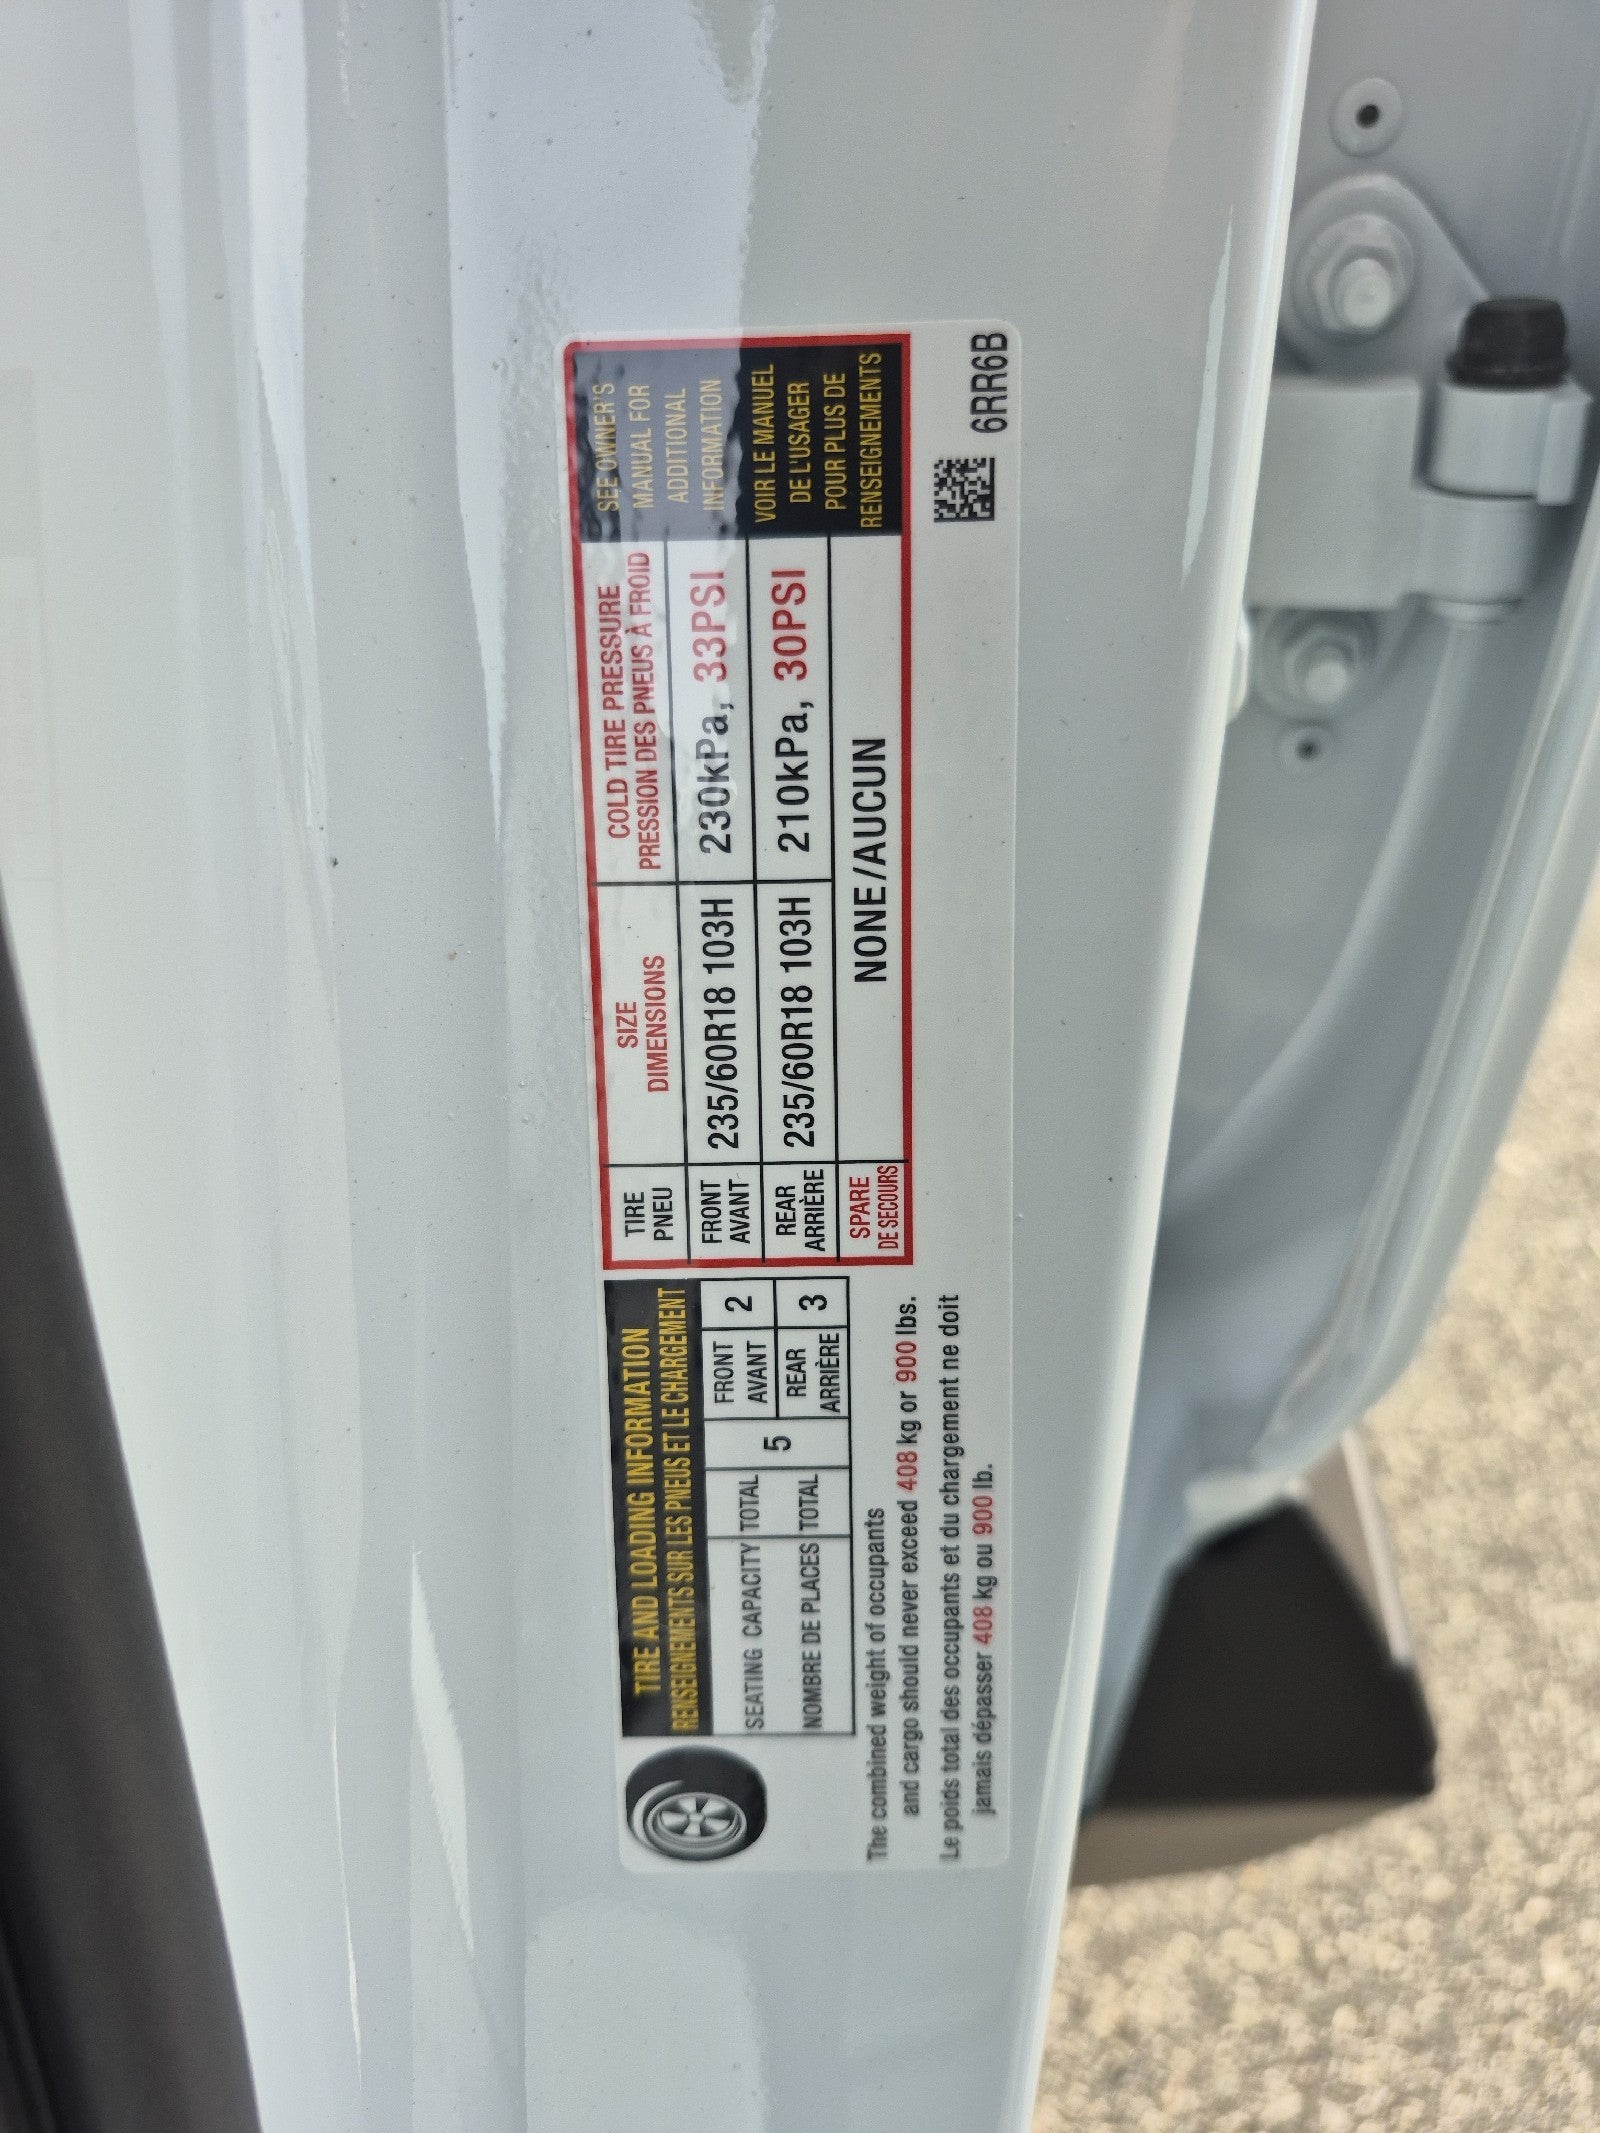 TIRE AND LOADING INFORMATION
RENSEIGNEMENTS SUR LES PNEUS ET LE CHARGEMENT
SEATING CAPACITY TOTAL 5 FRONT AVANT 2
NOMBRE DE PLACES TOTAL REAR ARRIÈRE 3
The combined weight of occupants
and cargo should never exceed 408 kg or 900 lbs.
Le poids total des occupants et du chargement ne doit
jamais dépasser 408 kg ou 900 lb.
TIRE
PNEU
SIZE
DIMENSIONS
COLD TIRE PRESSURE
PRESSION DES PNEUS À FROID
FRONT
AVANT
235/60R18 103H
230kPa, 33PSI
REAR
ARRIÈRE
235/60R18 103H
210kPa, 30PSI
SPARE
DE SECOURS
NONE/AUCUN
SEE OWNER'S
MANUAL FOR
ADDITIONAL
INFORMATION
VOIR LE MANUEL
DE L'USAGER
POUR PLUS DE
RENSEIGNEMENTS
6RR6B